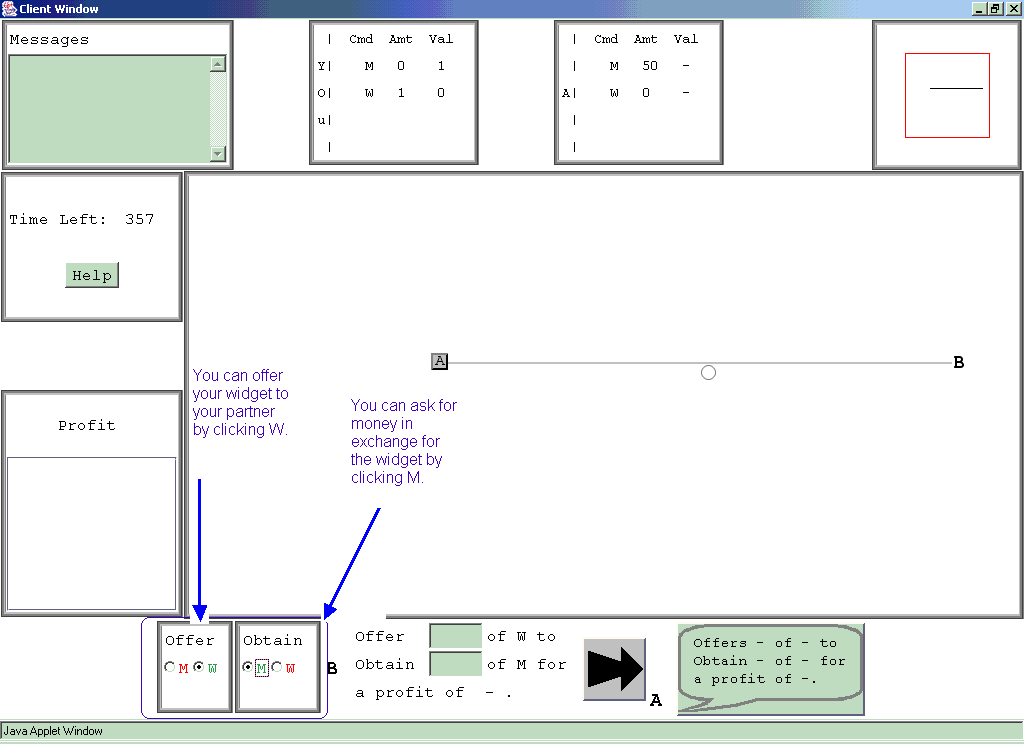 Client Window
Messages
| Cmd Amt Val
Y| M 0 1
O| W 1 0
u|
|
| Cmd Amt Val
| M 50 -
A| W 0 -
|
|
Time Left: 357
Help
A
B
You can offer
your widget to
your partner
by clicking W.
You can ask for
money in
exchange for
the widget by
clicking M.
Profit
Offer
M W
Obtain
M W
B
Offer of W to
Obtain of M for
a profit of - .
A
Offers - of - to
Obtain - of - for
a profit of -.
Java Applet Window